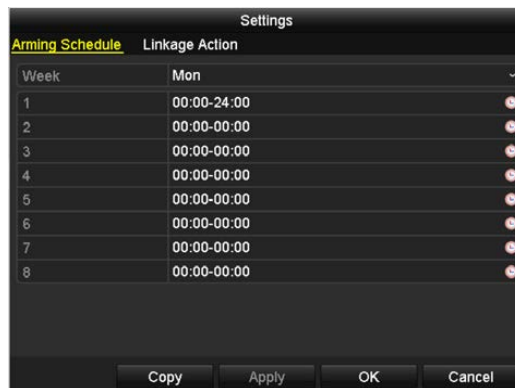 Settings
Arming Schedule Linkage Action
Week Mon
1 00:00-24:00
2 00:00-00:00
3 00:00-00:00
4 00:00-00:00
5 00:00-00:00
6 00:00-00:00
7 00:00-00:00
8 00:00-00:00
Copy Apply OK Cancel